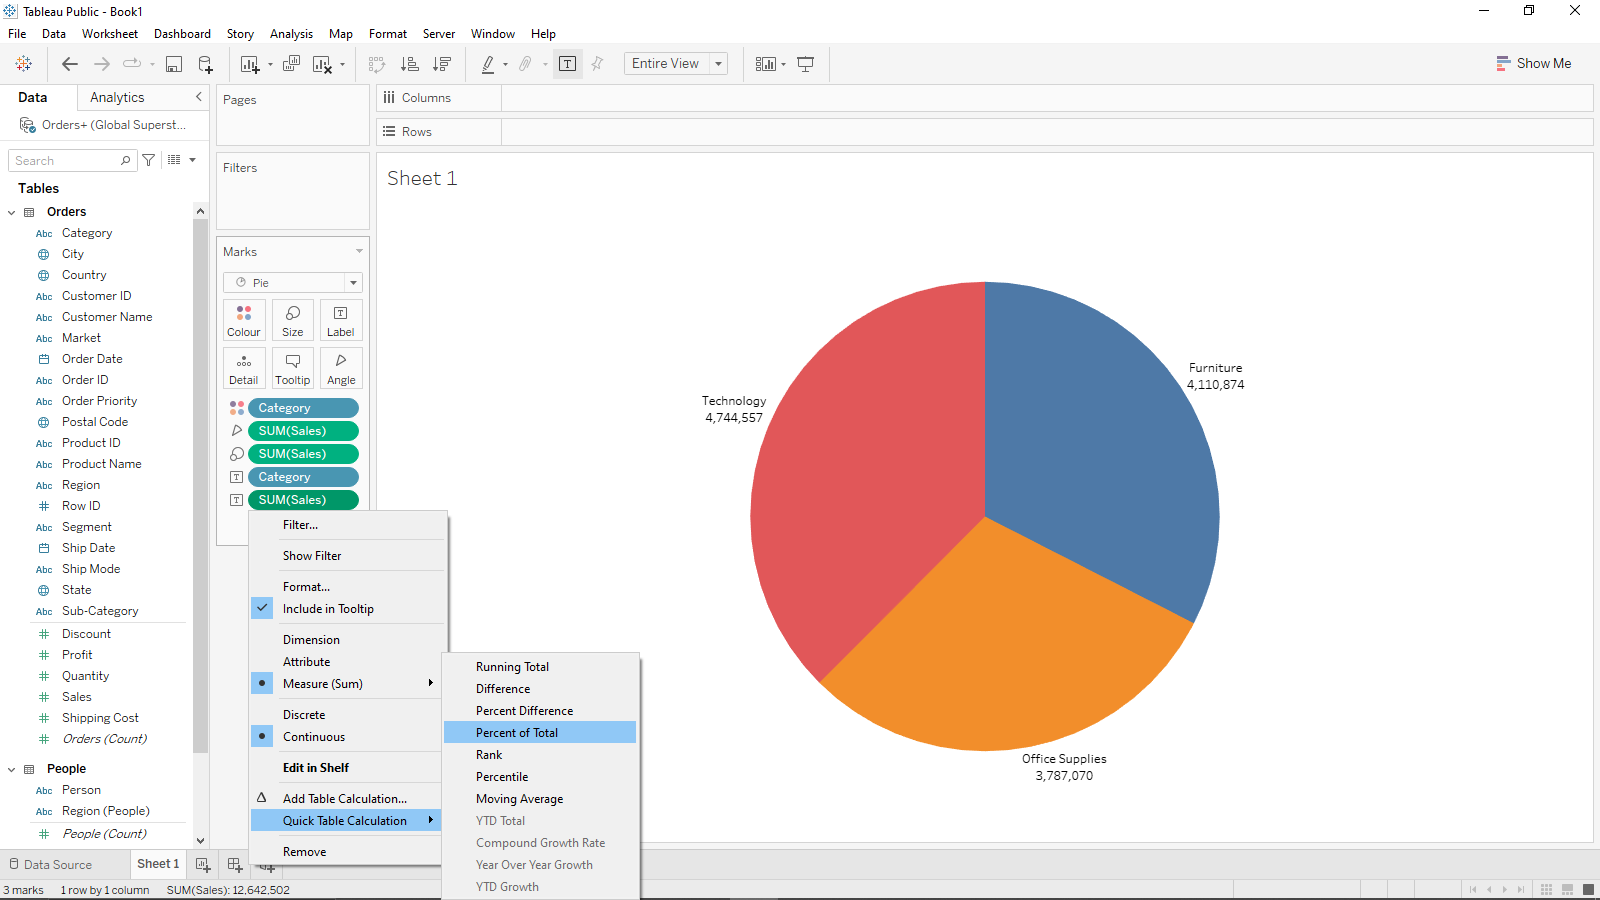 Tableau Public - Book1
File Data Worksheet Dashboard Story Analysis Map Format Server Window Help
Entire View
Show Me
Data Analytics
Orders+ (Global Superst...
Search
Tables
Orders
Abc Category
City
Country
Abc Customer ID
Abc Customer Name
Abc Market
Order Date
Abc Order ID
Abc Order Priority
Postal Code
Abc Product ID
Abc Product Name
Abc Region
Row ID
Abc Segment
Ship Date
Abc Ship Mode
State
Abc Sub-Category
Discount
Profit
Quantity
Sales
Shipping Cost
Orders (Count)
People
Abc Person
Abc Region (People)
People (Count)
Pages
Filters
Marks
Pie
Colour Size Label
Detail Tooltip Angle
Category
SUM(Sales)
SUM(Sales)
Category
SUM(Sales)
Columns
Rows
Sheet 1
Furniture
4,110,874
Technology
4,744,557
Office Supplies
3,787,070
Filter...
Show Filter
Format...
Include in Tooltip
Dimension
Attribute
Measure (Sum)
Discrete
Continuous
Edit in Shelf
Add Table Calculation...
Quick Table Calculation
Remove
Running Total
Difference
Percent Difference
Percent of Total
Rank
Percentile
Moving Average
YTD Total
Compound Growth Rate
Year Over Year Growth
YTD Growth
Data Source Sheet 1
3 marks 1 row by 1 column SUM(Sales): 12,642,502